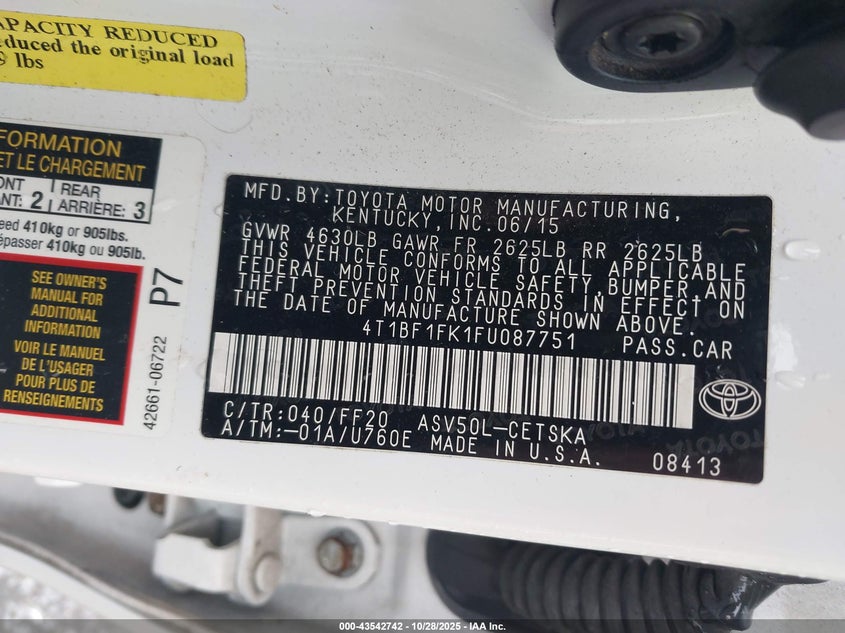 APACITY REDUCED
educed the original load
lbs
FORMATION
ET LE CHARGEMENT
ONT
ANT: 2
REAR
ARRIÈRE: 3
eed 410kg or 905lbs.
épasser 410kg ou 905lb.
SEE OWNER'S
MANUAL FOR
ADDITIONAL
INFORMATION
VOIR LE MANUEL
DE L'USAGER
POUR PLUS DE
RENSEIGNEMENTS
P7
42661-06722
MFD.BY:TOYOTA MOTOR MANUFACTURING,
KENTUCKY,INC.06/15
GVWR 4630LB GAWR FR 2625LB RR 2625LB
THIS VEHICLE CONFORMS TO ALL APPLICABLE
FEDERAL MOTOR VEHICLE SAFETY,BUMPER,AND
THEFT PREVENTION STANDARDS IN EFFECT ON
THE DATE OF MANUFACTURE SHOWN ABOVE.
4T1BF1FK1FU087751 PASS.CAR
C/TR:040/FF20 ASV50L-CETSKA
A/TM:-01A/U760E MADE IN U.S.A.
08413
TOYOTA
000-43542742 | 10/28/2025 - IAA Inc.